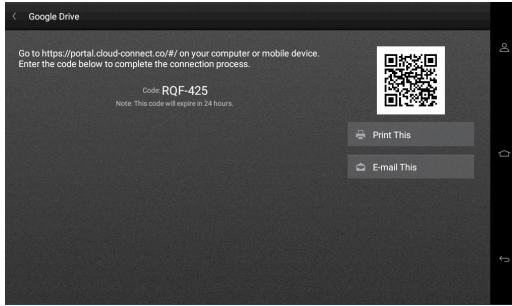 Google Drive
Go to https://portal.cloud-connect.co/#/ on your computer or mobile device.
Enter the code below to complete the connection process.
Code: RQF-425
Note: This code will expire in 24 hours.
Print This
E-mail This